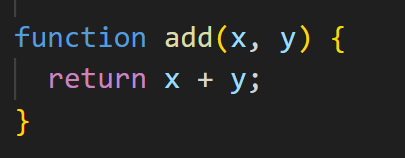 function add(x, y) {
  return x + y;
}